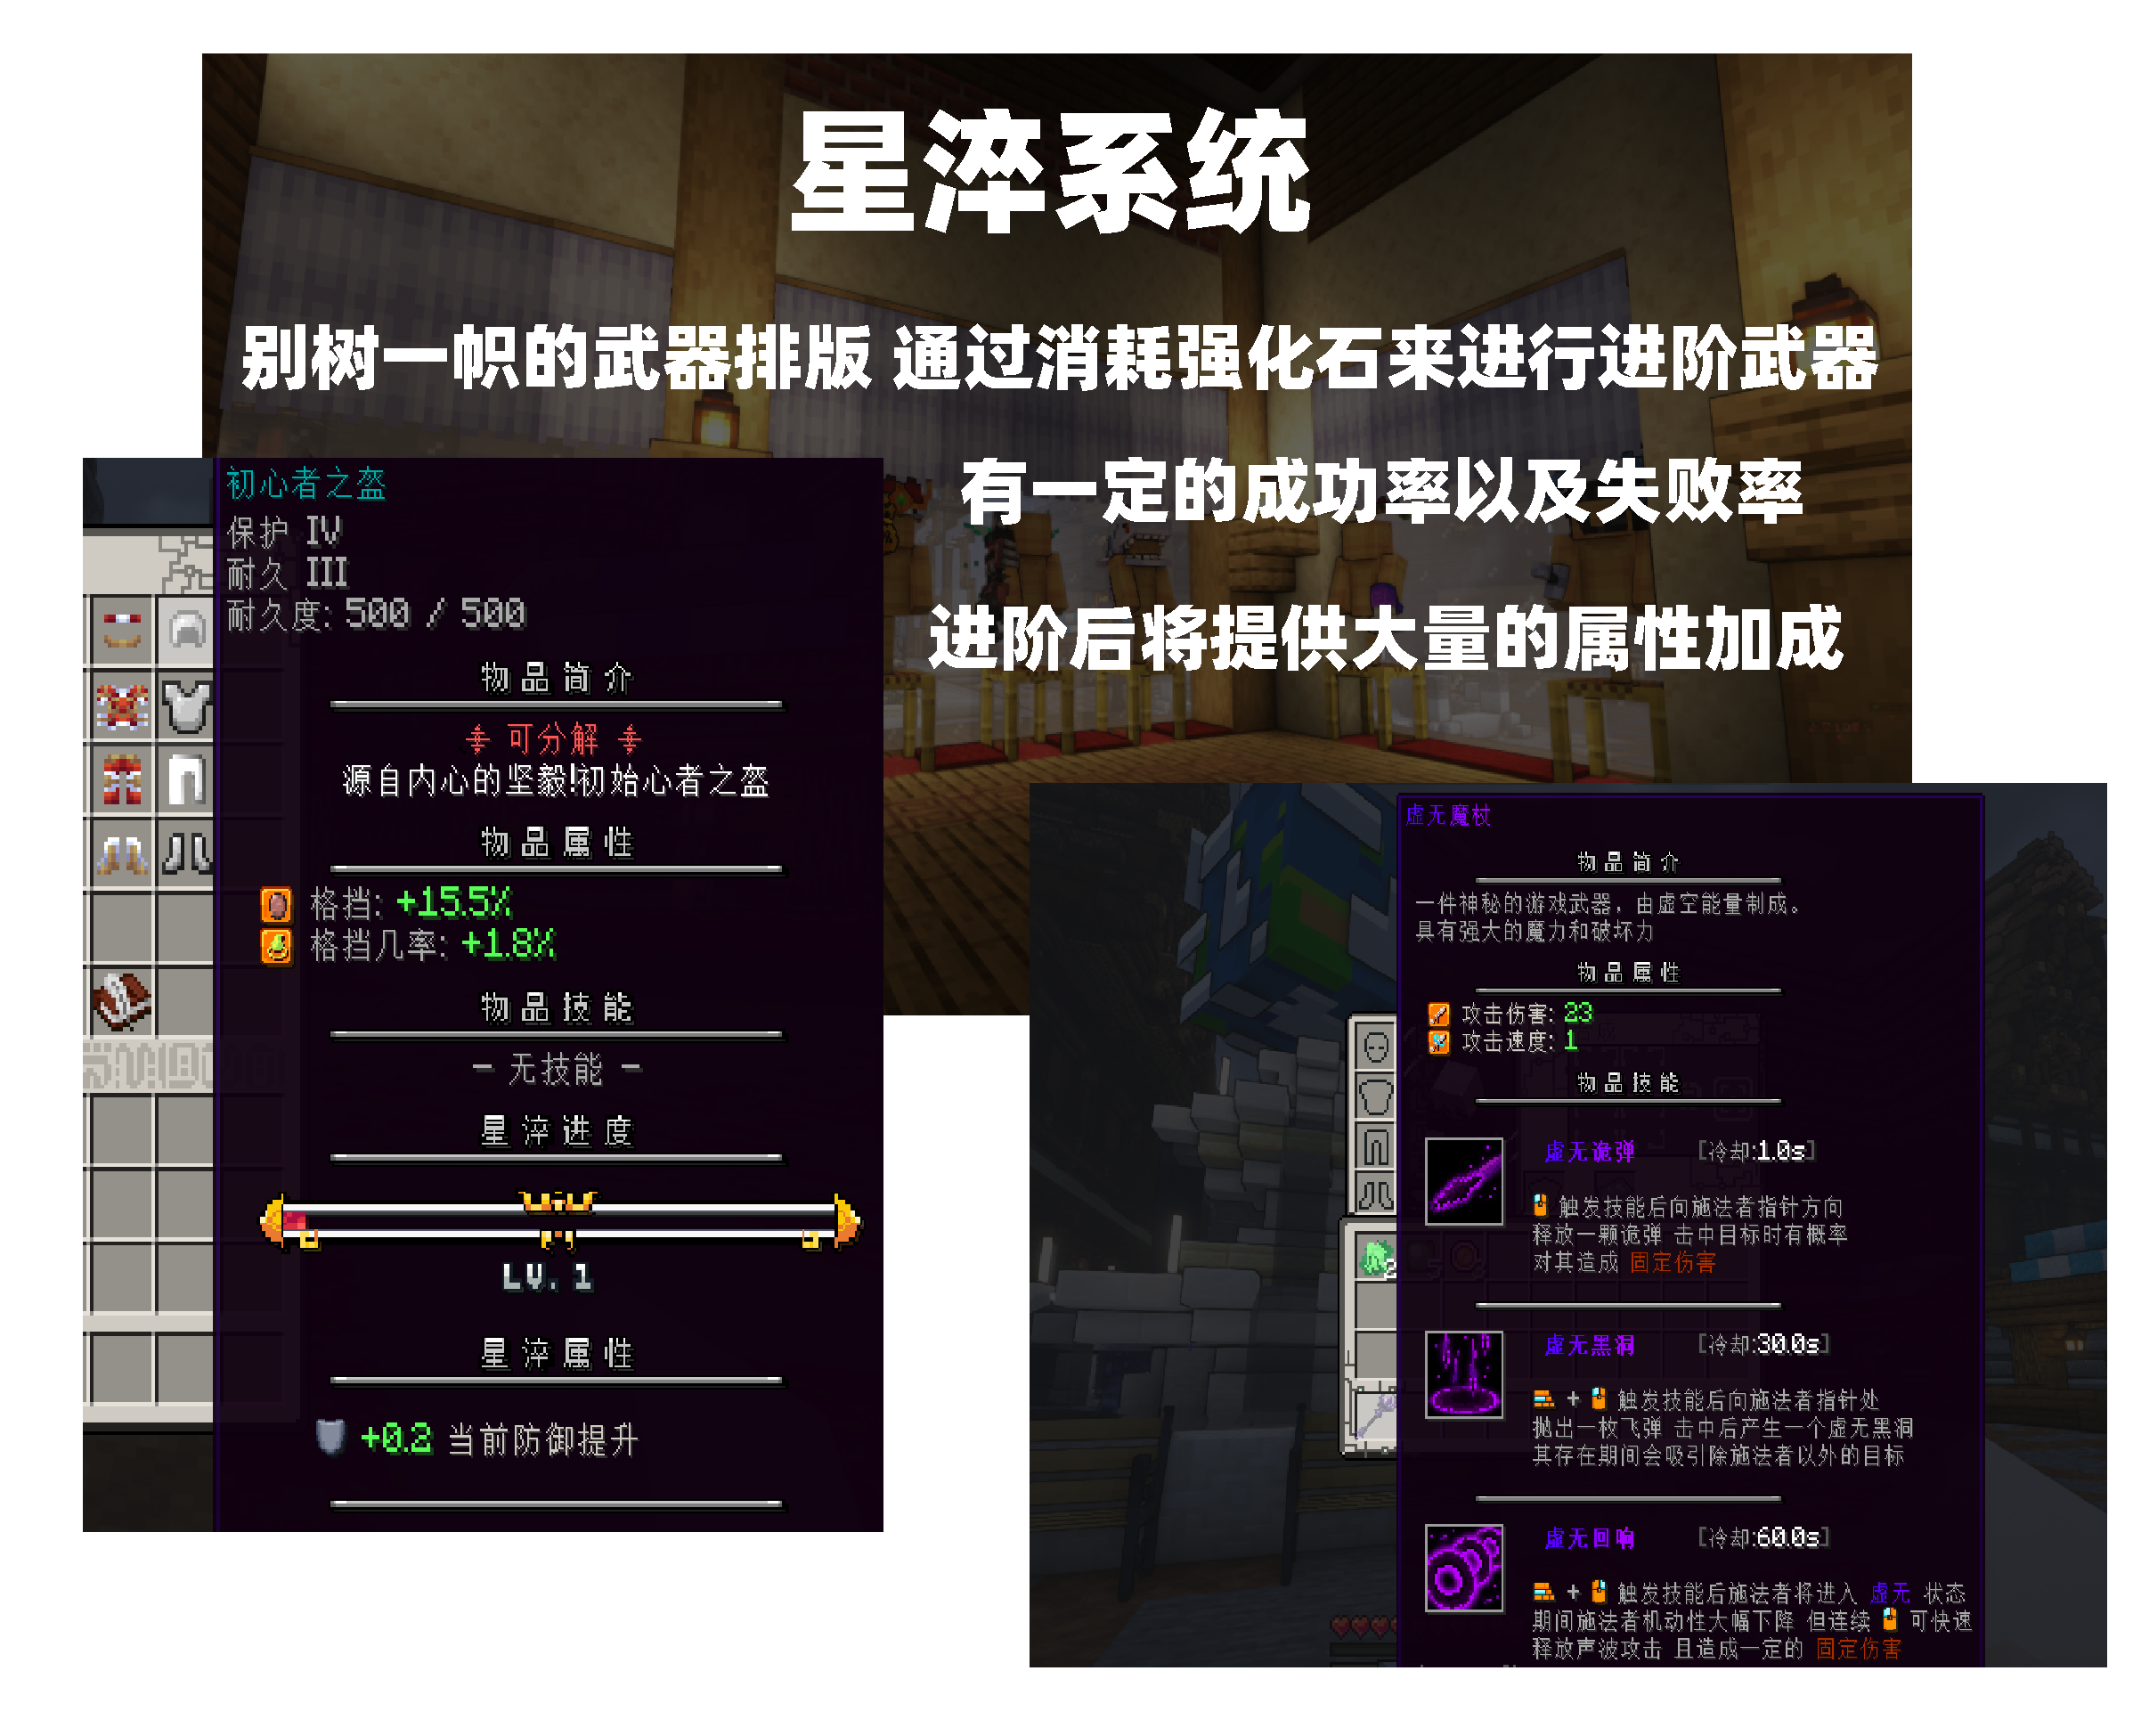 星淬系统
别树一帜的武器排版 通过消耗强化石来进行进阶武器
有一定的成功率以及失败率
进阶后将提供大量的属性加成
初心者之盔
保护 IV
耐久 III
耐久度: 500 / 500
物品简介
可分解
源自内心的坚毅!初始心者之盔
物品属性
格挡: +15.5%
格挡几率: +1.8%
物品技能
- 无技能 -
星淬进度
LV. 1
星淬属性
+0.2 当前防御提升
虚无魔杖
物品简介
一件神秘的游戏武器，由虚空能量制成。
具有强大的魔力和破坏力
物品属性
攻击伤害: 23
攻击速度: 1
物品技能
虚无诡弹 [冷却:1.0s]
触发技能后向施法者指针方向
释放一颗诡弹 击中目标时有概率
对其造成 固定伤害
虚无黑洞 [冷却:30.0s]
+ 触发技能后向施法者指针处
抛出一枚飞弹 击中后产生一个虚无黑洞
其存在期间会吸引除施法者以外的目标
虚无回响 [冷却:60.0s]
+ 触发技能后施法者将进入 虚无 状态
期间施法者机动性大幅下降 但连续 可快速
释放声波攻击 且造成一定的 固定伤害